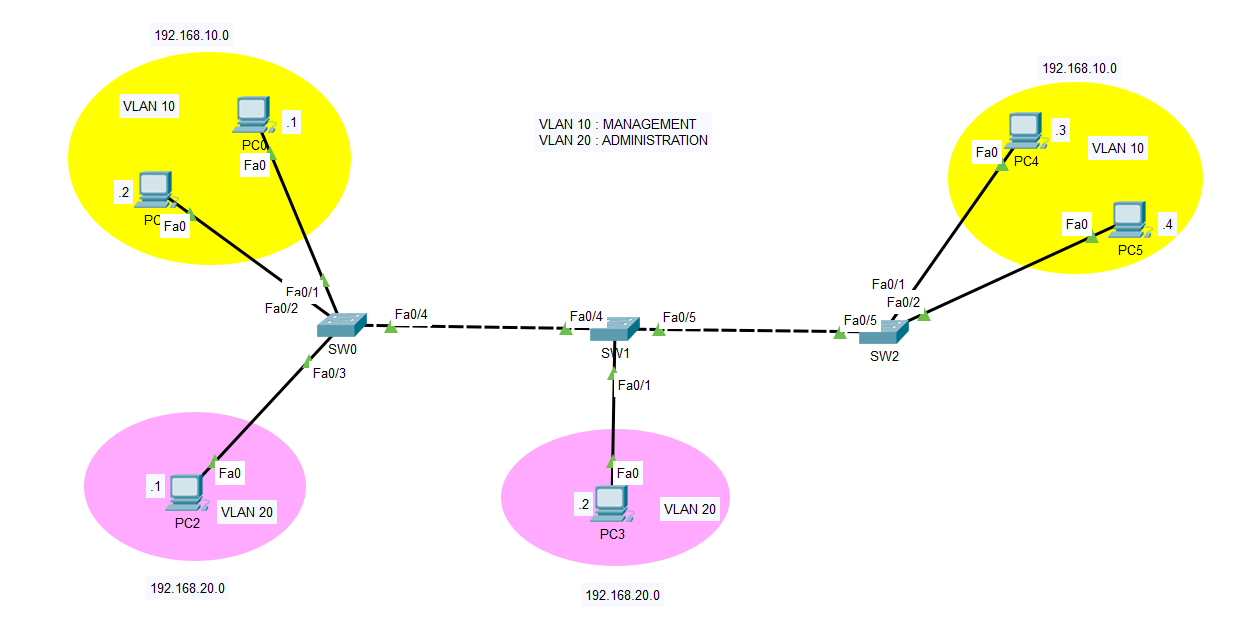 192.168.10.0
VLAN 10
.1
PC0
Fa0
.2
Fa0
Fa0/1
Fa0/2
SW0
Fa0/3
Fa0/4
VLAN 10 : MANAGEMENT
VLAN 20 : ADMINISTRATION
Fa0/4
Fa0/5
SW1
Fa0/1
192.168.10.0
.3
Fa0
PC4
VLAN 10
Fa0
.4
PC5
Fa0/1
Fa0/2
Fa0/5
SW2
Fa0
.1
VLAN 20
PC2
192.168.20.0
Fa0
.2
VLAN 20
PC3
192.168.20.0